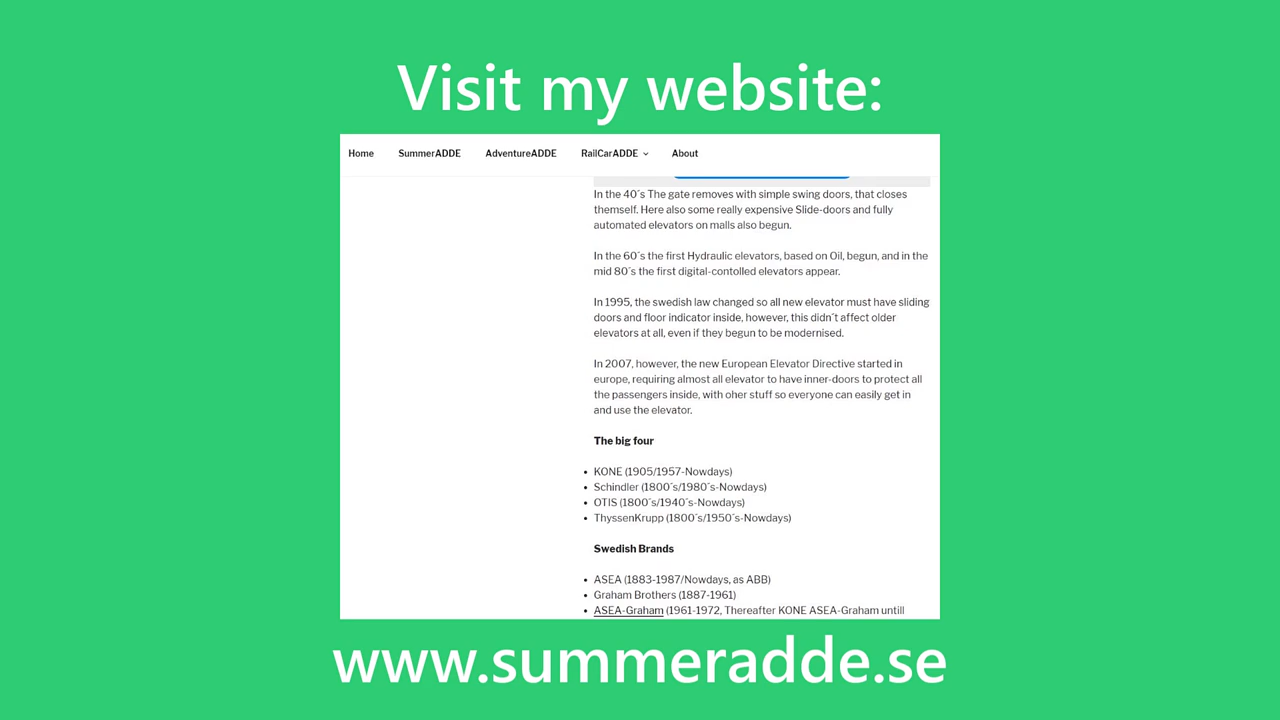 Visit my website:
Home SummerADDE AdventureADDE RailCarADDE About
In the 40´s The gate removes with simple swing doors, that closes
themself. Here also some really expensive Slide-doors and fully
automated elevators on malls also begun.
In the 60´s the first Hydraulic elevators, based on Oil, begun, and in the
mid 80´s the first digital-contolled elevators appear.
In 1995, the swedish law changed so all new elevator must have sliding
doors and floor indicator inside, however, this didn´t affect older
elevators at all, even if they begun to be modernised.
In 2007, however, the new European Elevator Directive started in
europe, requiring almost all elevator to have inner-doors to protect all
the passengers inside, with oher stuff so everyone can easily get in
and use the elevator.
The big four
• KONE (1905/1957-Nowdays)
• Schindler (1800´s/1980´s-Nowdays)
• OTIS (1800´s/1940´s-Nowdays)
• ThyssenKrupp (1800´s/1950´s-Nowdays)
Swedish Brands
• ASEA (1883-1987/Nowdays, as ABB)
• Graham Brothers (1887-1961)
• ASEA-Graham (1961-1972, Thereafter KONE ASEA-Graham untill
www.summeradde.se